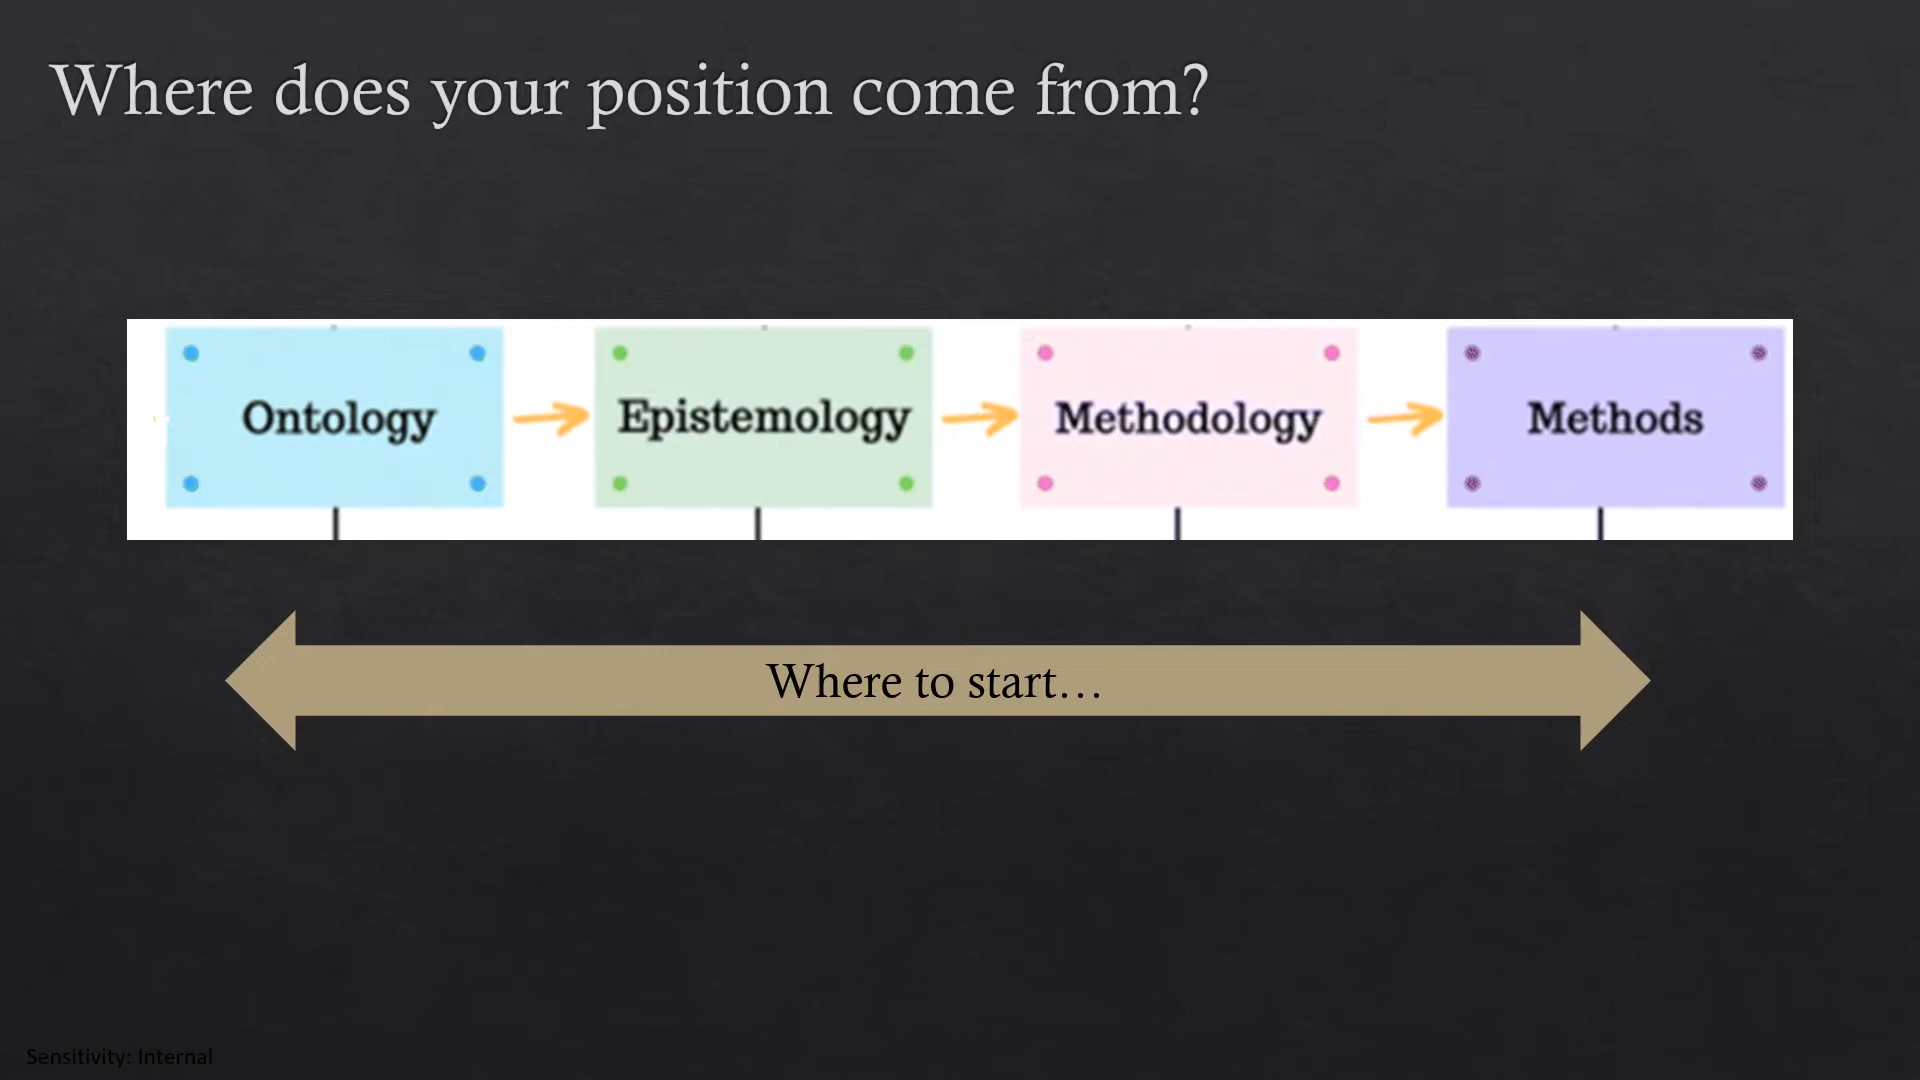 Where does your position come from?
Ontology
Epistemology
Methodology
Methods
Where to start…
Sensitivity: Internal